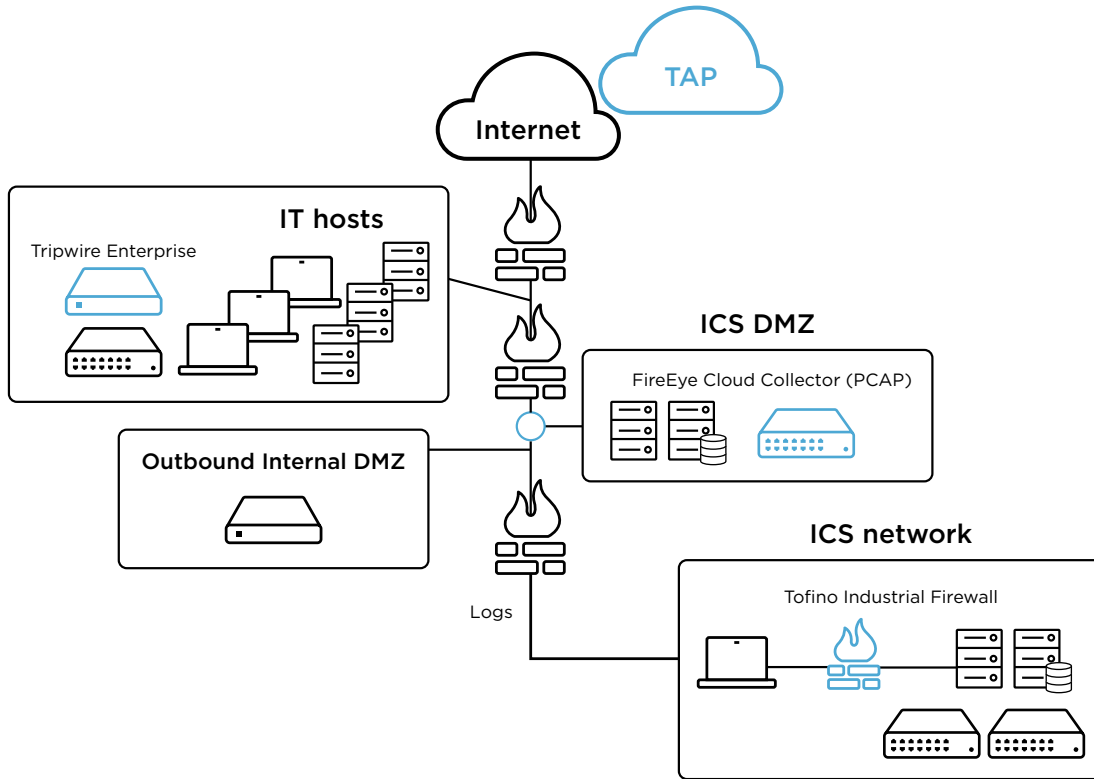 TAP
Internet
IT hosts
Tripwire Enterprise
ICS DMZ
FireEye Cloud Collector (PCAP)
Outbound Internal DMZ
ICS network
Logs
Tofino Industrial Firewall